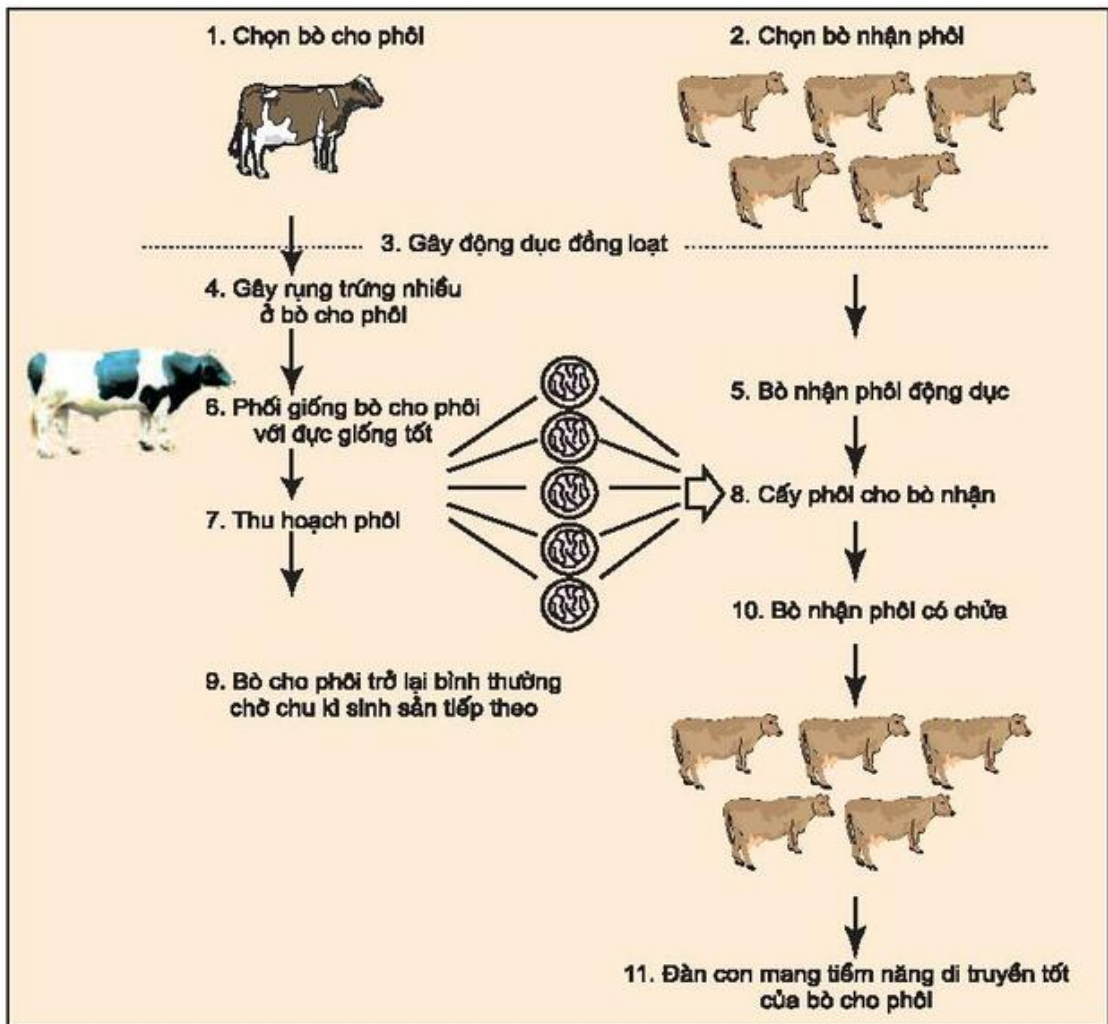 1. Chọn bò cho phôi
2. Chọn bò nhận phôi
3. Gây động dục đồng loạt
4. Gây rụng trứng nhiều
ở bò cho phôi
5. Bò nhận phôi động dục
6. Phối giống bò cho phôi
với đực giống tốt
7. Thu hoạch phôi
8. Cấy phôi cho bò nhận
9. Bò cho phôi trở lại bình thường
chờ chu kì sinh sản tiếp theo
10. Bò nhận phôi có chửa
11. Đàn con mang tiềm năng di truyền tốt
của bò cho phôi